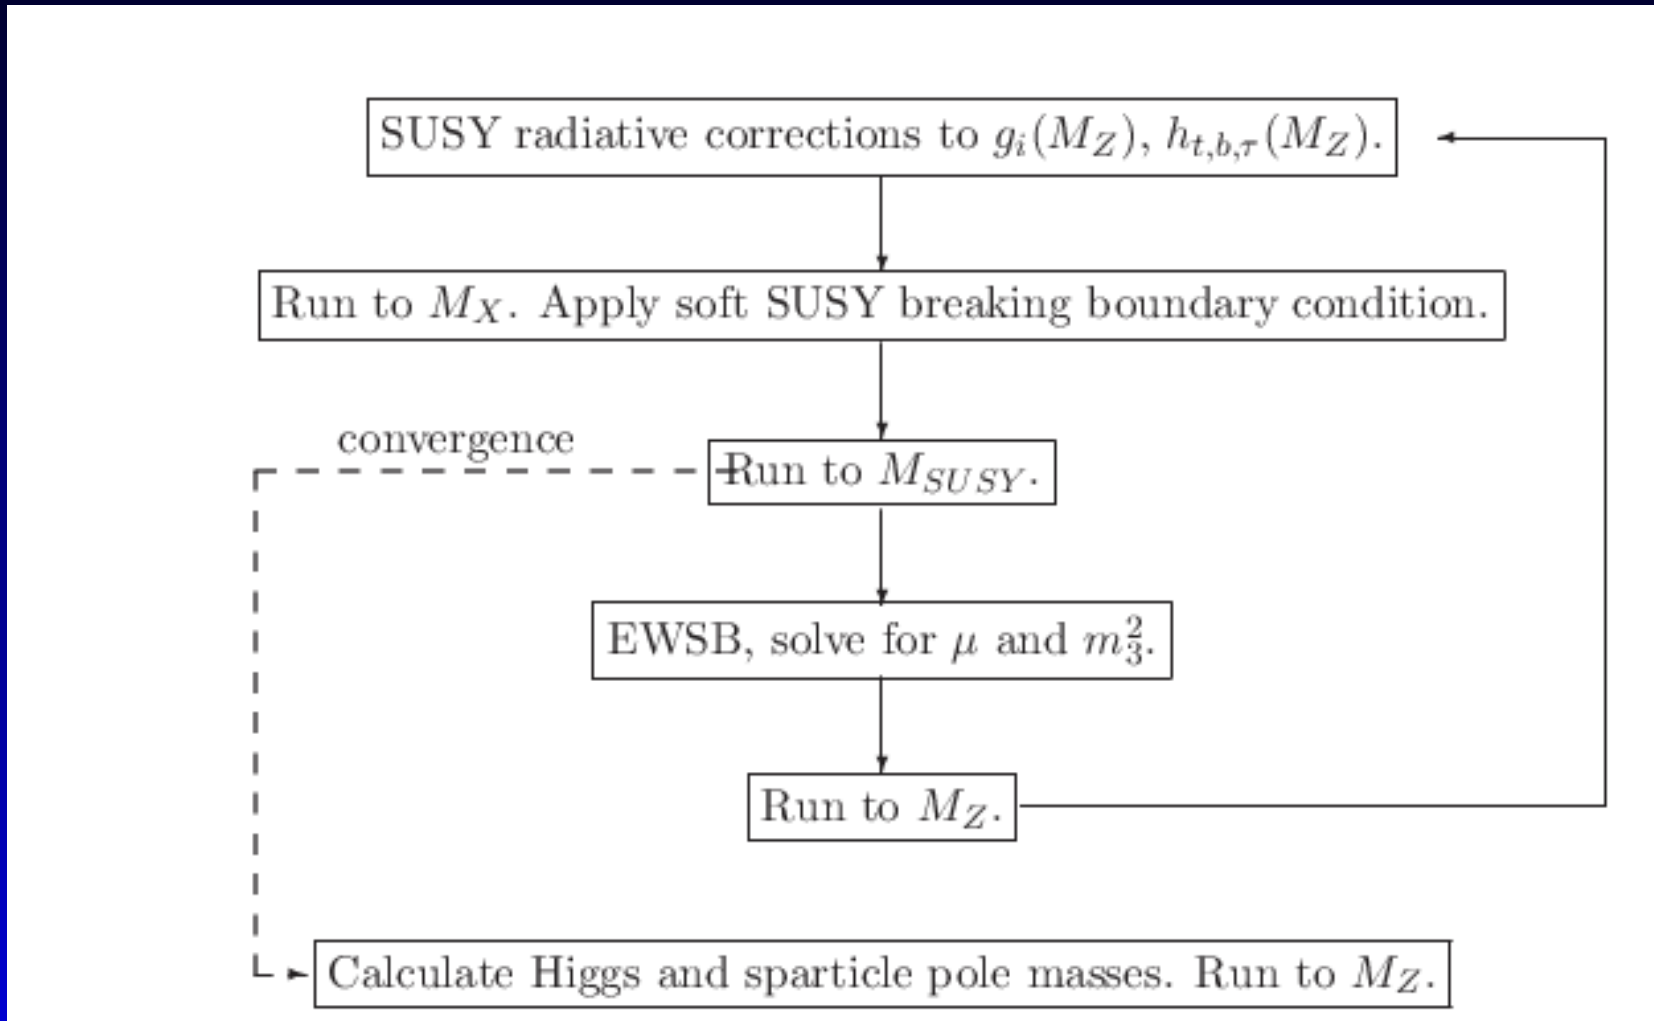 SUSY radiative corrections to $g_i(M_Z)$, $h_{t,b,\tau}(M_Z)$.
Run to $M_X$. Apply soft SUSY breaking boundary condition.
convergence
Run to $M_{SUSY}$.
EWSB, solve for $\mu$ and $m_3^2$.
Run to $M_Z$.
Calculate Higgs and sparticle pole masses. Run to $M_Z$.